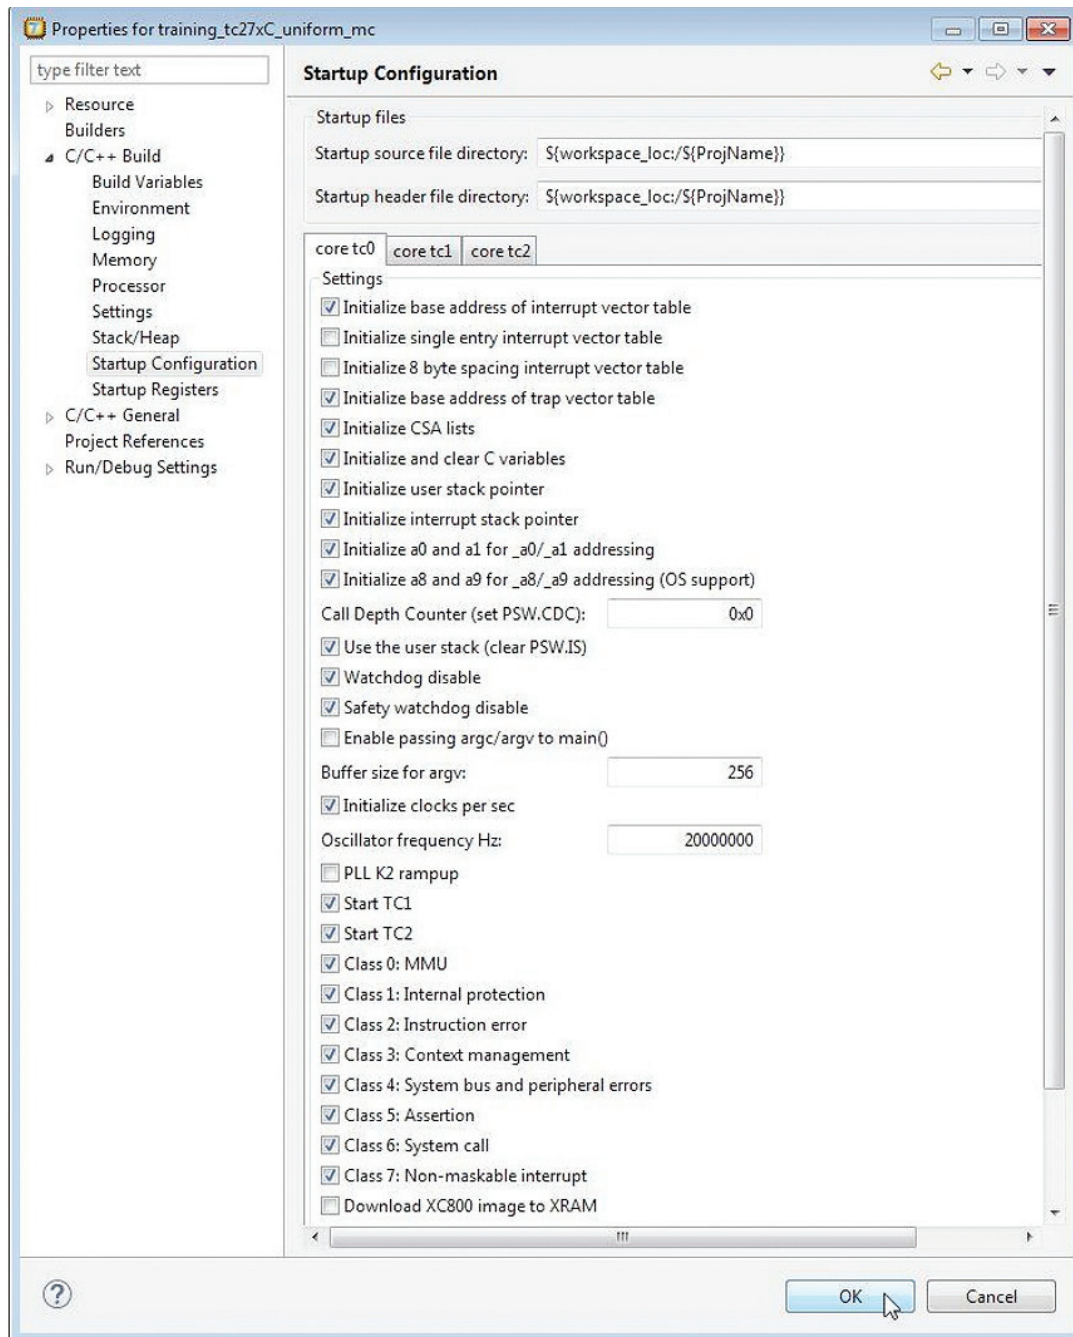 Properties for training_tc27xC_uniform_mc
type filter text
Resource
Builders
C/C++ Build
Build Variables
Environment
Logging
Memory
Processor
Settings
Stack/Heap
Startup Configuration
Startup Registers
C/C++ General
Project References
Run/Debug Settings
Startup Configuration
Startup files
Startup source file directory: ${workspace_loc:/${ProjName}}
Startup header file directory: ${workspace_loc:/${ProjName}}
core tc0 core tc1 core tc2
Settings
Initialize base address of interrupt vector table
Initialize single entry interrupt vector table
Initialize 8 byte spacing interrupt vector table
Initialize base address of trap vector table
Initialize CSA lists
Initialize and clear C variables
Initialize user stack pointer
Initialize interrupt stack pointer
Initialize a0 and a1 for _a0/_a1 addressing
Initialize a8 and a9 for _a8/_a9 addressing (OS support)
Call Depth Counter (set PSW.CDC): 0x0
Use the user stack (clear PSW.IS)
Watchdog disable
Safety watchdog disable
Enable passing argc/argv to main()
Buffer size for argv: 256
Initialize clocks per sec
Oscillator frequency Hz: 20000000
PLL K2 rampup
Start TC1
Start TC2
Class 0: MMU
Class 1: Internal protection
Class 2: Instruction error
Class 3: Context management
Class 4: System bus and peripheral errors
Class 5: Assertion
Class 6: System call
Class 7: Non-maskable interrupt
Download XC800 image to XRAM
OK Cancel